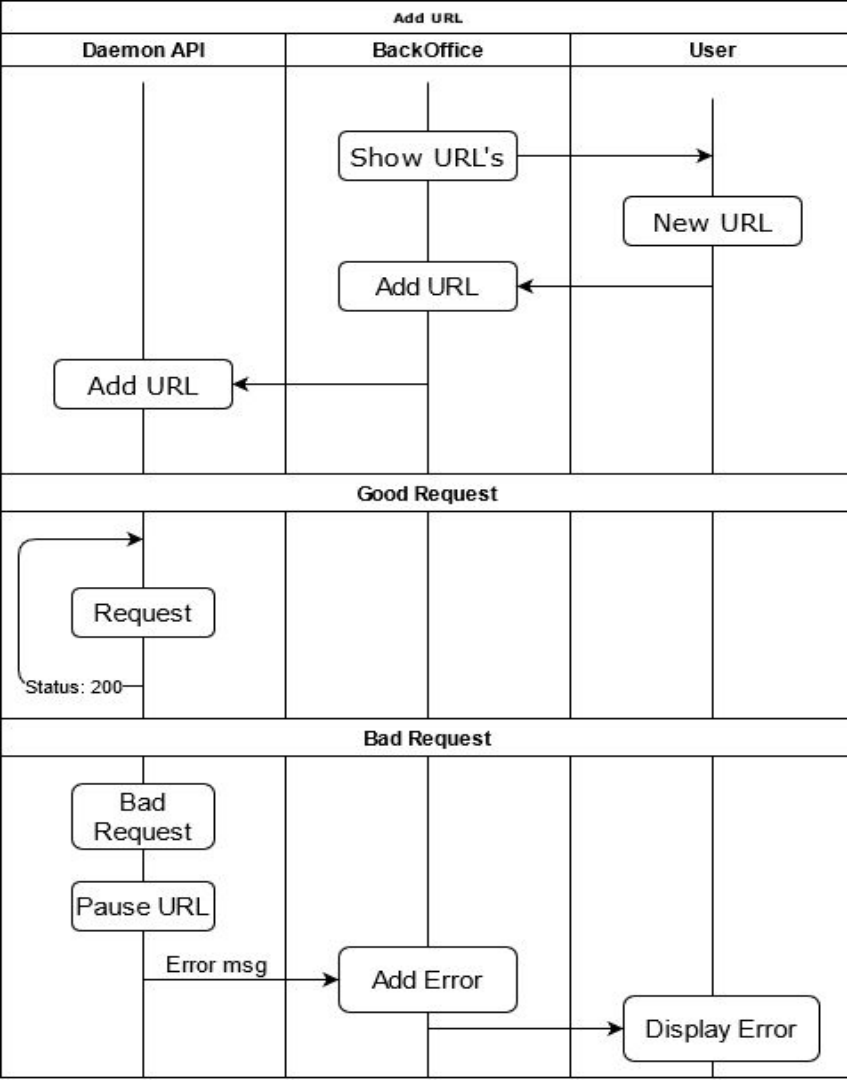 Add URL
Daemon API
BackOffice
User
Show URL's
New URL
Add URL
Add URL
Good Request
Request
Status: 200
Bad Request
Bad
Request
Pause URL
Error msg
Add Error
Display Error